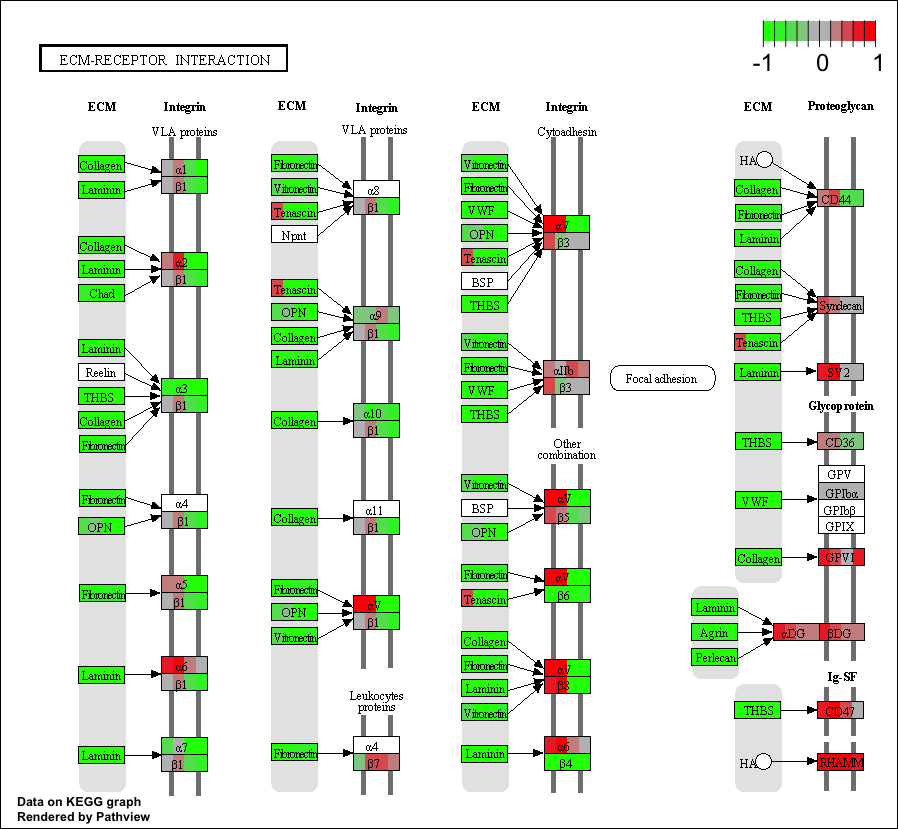 ECM-RECEPTOR INTERACTION
-1 0 1
ECM Integrin
VLA proteins
Collagen
Laminin
α1
β1
Collagen
Laminin
Chad
α2
β1
Laminin
Reelin
THBS
Collagen
Fibronectin
α3
β1
Fibronectin
OPN
α4
β1
Fibronectin
α5
β1
Laminin
α6
β1
Laminin
α7
β1
ECM Integrin
VLA proteins
Fibronectin
Vitronectin
Tenascin
Npnt
α8
β1
Tenascin
OPN
Collagen
Laminin
α9
β1
Collagen
α10
β1
Collagen
α11
β1
Fibronectin
OPN
Vitronectin
αV
β1
Leukocytes
proteins
Fibronectin
α4
β7
ECM Integrin
Cytoadhesin
Vitronectin
Fibronectin
VWF
OPN
Tenascin
BSP
THBS
αV
β3
Vitronectin
Fibronectin
VWF
THBS
αIIb
β3
Other
combination
Vitronectin
BSP
OPN
αV
β5
Fibronectin
Tenascin
αV
β6
Collagen
Fibronectin
Laminin
Vitronectin
αV
β8
Laminin
α6
β4
Focal adhesion
ECM Proteoglycan
HA
Collagen
Fibronectin
Laminin
CD44
Collagen
Fibronectin
THBS
Tenascin
Syndecan
Laminin
SV2
Glycoprotein
THBS
CD36
VWF
GPV
GPIbα
GPIbβ
GPIX
Collagen
GPVI
Laminin
Agrin
Perlecan
αDG
βDG
Ig-SF
THBS
CD47
HA
RHAMM
Data on KEGG graph
Rendered by Pathview